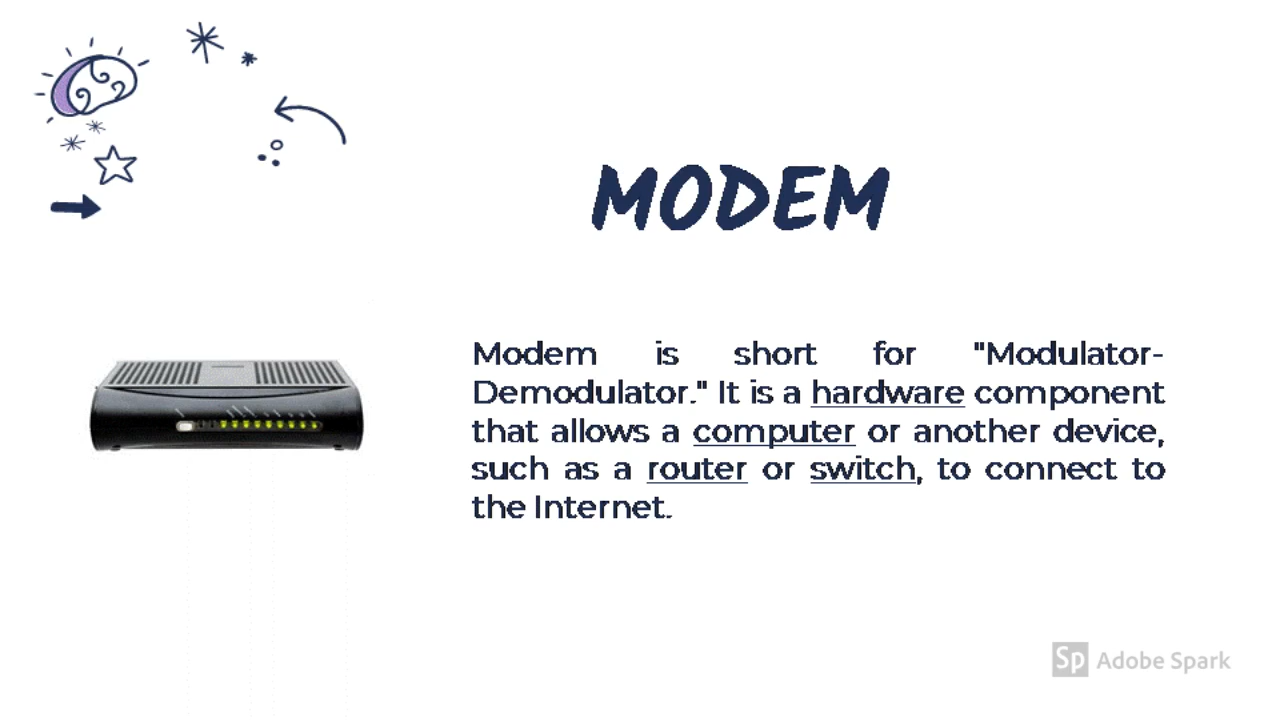 MODEM
Modem is short for "Modulator-
Demodulator." It is a hardware component
that allows a computer or another device,
such as a router or switch, to connect to
the Internet.
Sp Adobe Spark